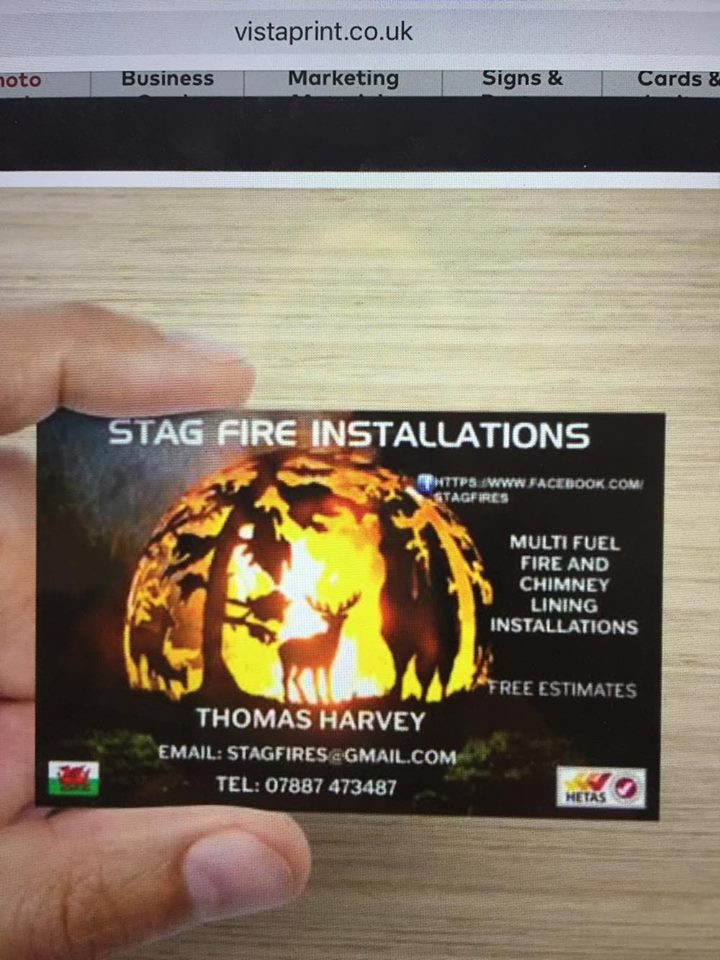 vistaprint.co.uk
hoto
Business
Marketing
Signs &
Cards &
STAG FIRE INSTALLATIONS
HTTPS://WWW.FACEBOOK.COM/
STAGFIRES
MULTI FUEL
FIRE AND
CHIMNEY
LINING
INSTALLATIONS
FREE ESTIMATES
THOMAS HARVEY
EMAIL: STAGFIRES@GMAIL.COM
TEL: 07887 473487
HETAS